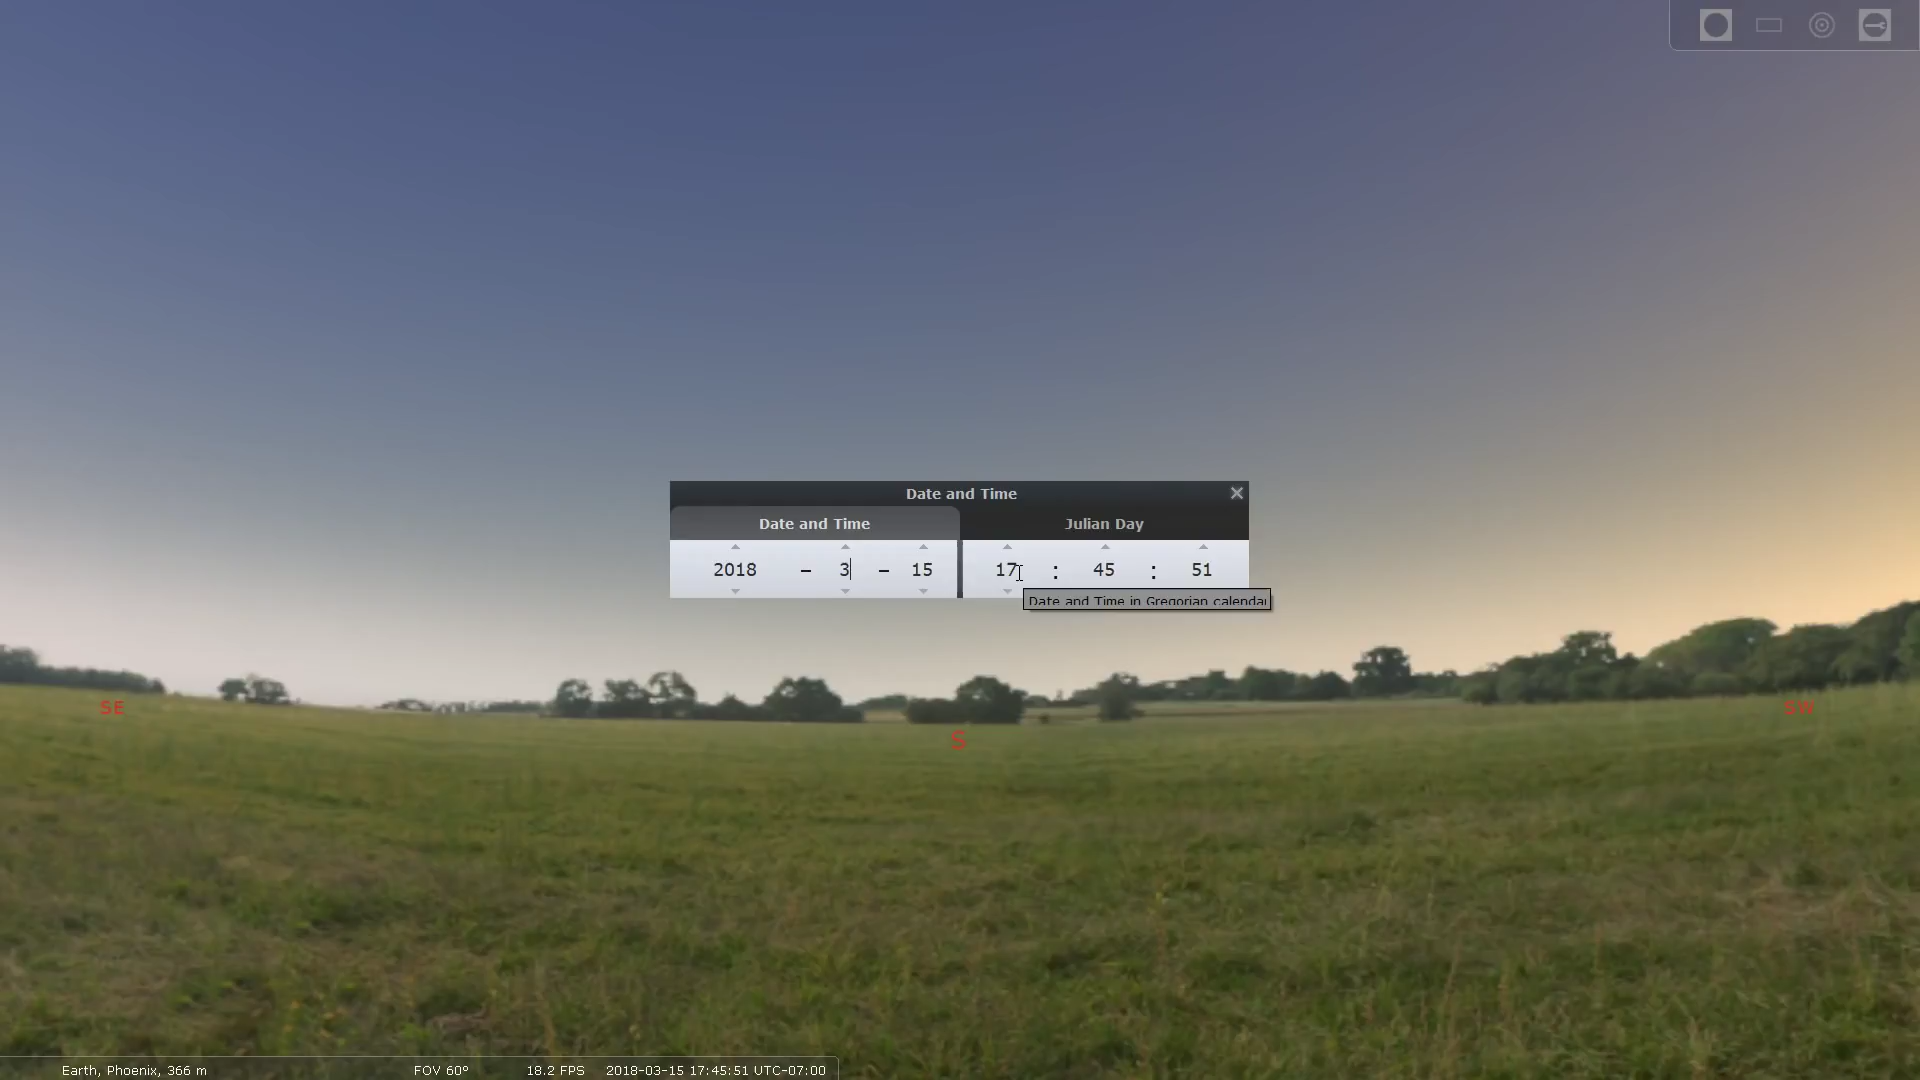 Date and Time
Date and Time Julian Day
2018 – 3 – 15 17 : 45 : 51
Date and Time in Gregorian calendar
SE
SW
S
Earth, Phoenix, 366 m FOV 60° 18.2 FPS 2018-03-15 17:45:51 UTC-07:00